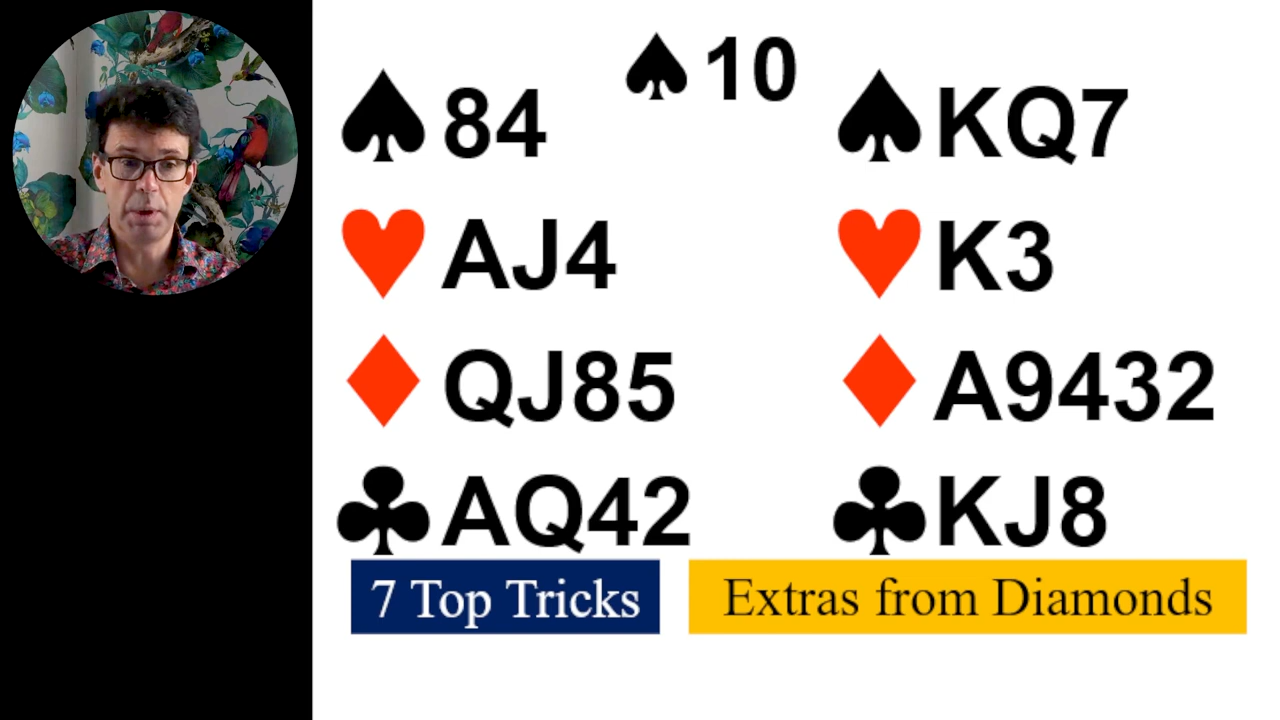 ♠10
♠84 ♠KQ7
♥AJ4 ♥K3
♦QJ85 ♦A9432
♣AQ42 ♣KJ8
7 Top Tricks Extras from Diamonds